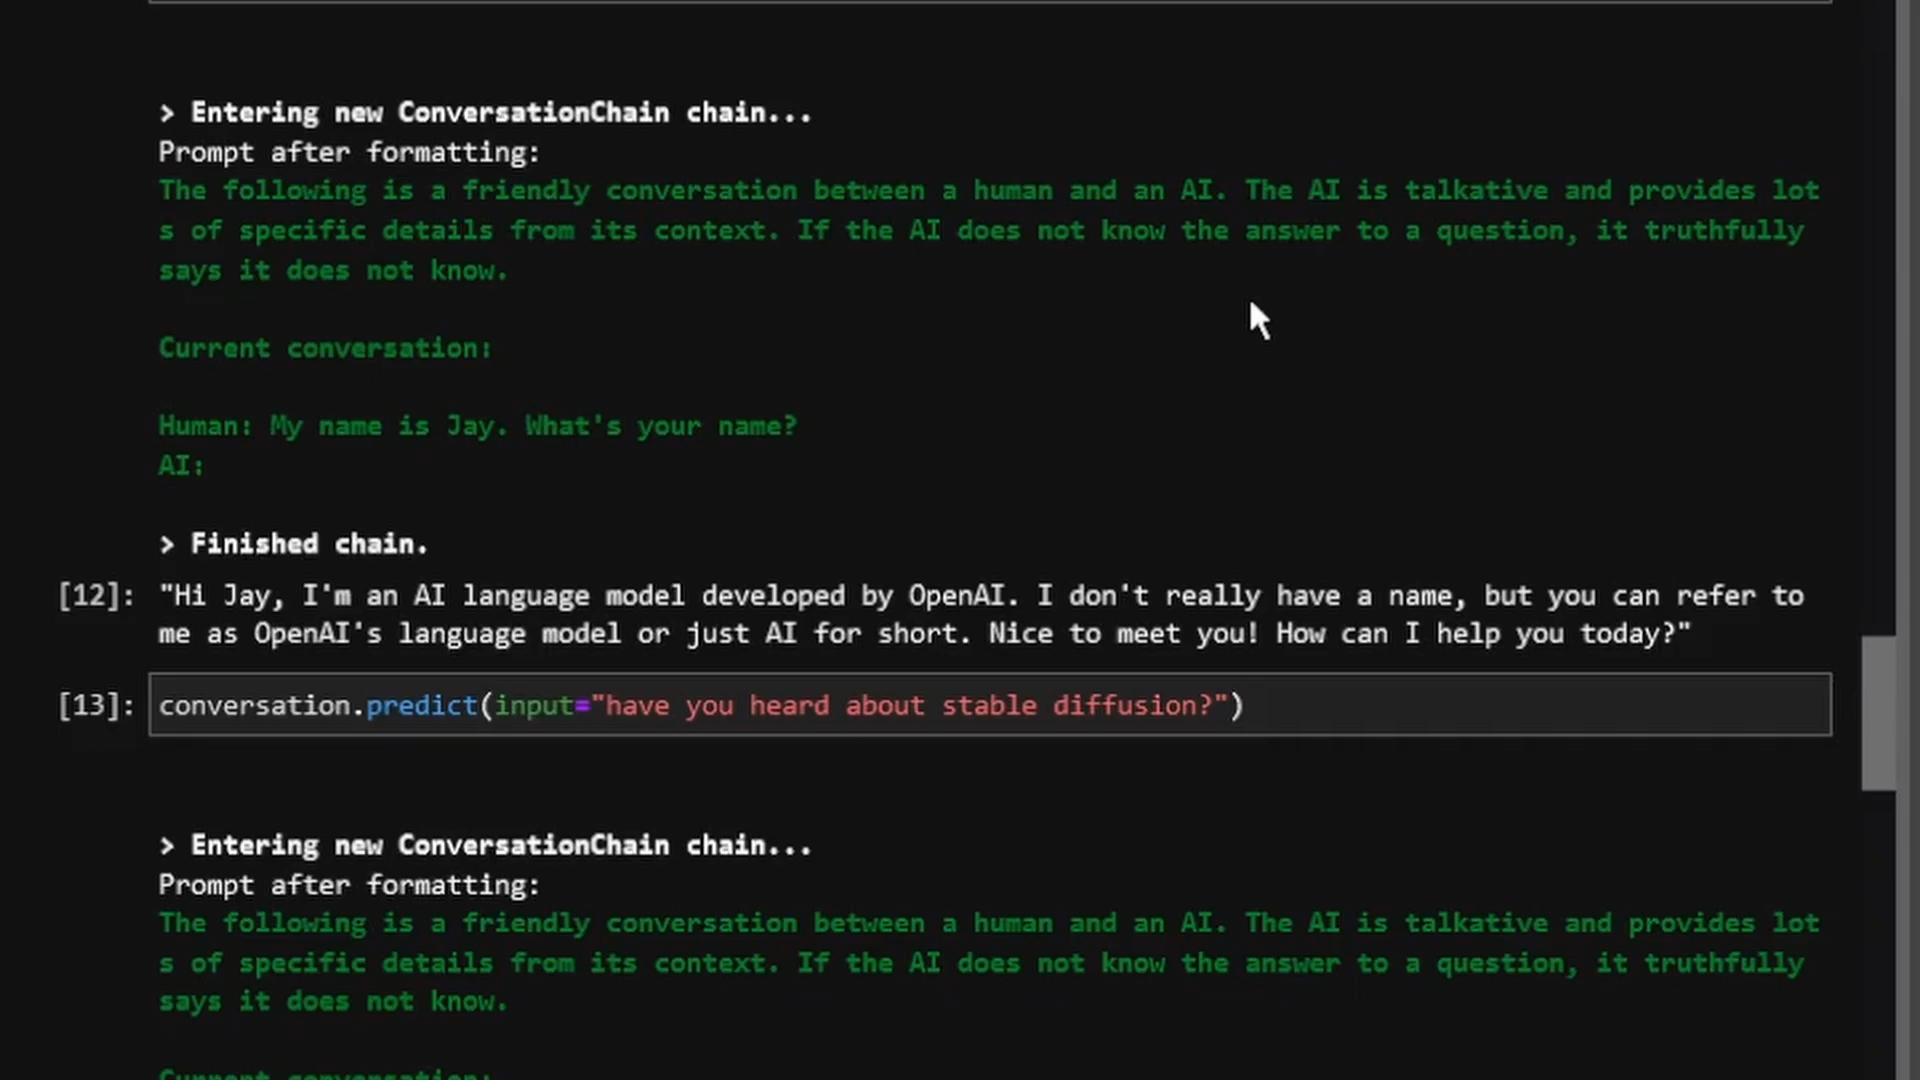 > Entering new ConversationChain chain...
Prompt after formatting:
The following is a friendly conversation between a human and an AI. The AI is talkative and provides lot
s of specific details from its context. If the AI does not know the answer to a question, it truthfully
says it does not know.
Current conversation:
Human: My name is Jay. What's your name?
AI:
> Finished chain.
[12]: "Hi Jay, I'm an AI language model developed by OpenAI. I don't really have a name, but you can refer to
me as OpenAI's language model or just AI for short. Nice to meet you! How can I help you today?"
[13]: conversation.predict(input="have you heard about stable diffusion?")
> Entering new ConversationChain chain...
Prompt after formatting:
The following is a friendly conversation between a human and an AI. The AI is talkative and provides lot
s of specific details from its context. If the AI does not know the answer to a question, it truthfully
says it does not know.
Current conversation: